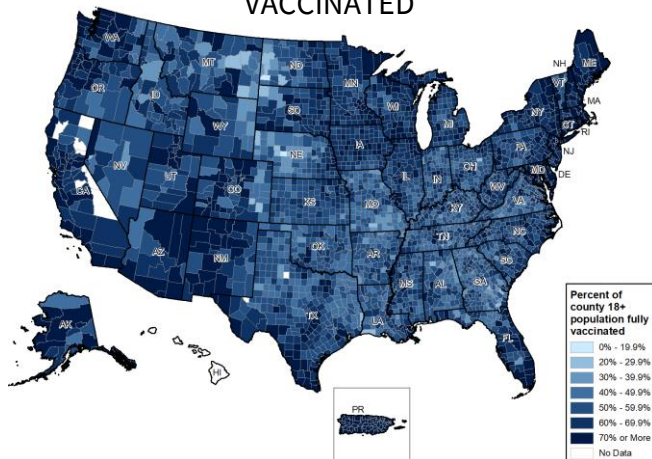 VACCINATED
WA
MT
ND
MN
NH
ME
VT
OR
ID
SD
WI
MI
NY
MA
WY
CT
RI
IA
PA
NJ
NE
NV
IL
IN
OH
MD
DE
UT
CO
CA
WV
VA
KS
MO
KY
NC
TN
AZ
NM
OK
AR
SC
MS
AL
GA
TX
LA
FL
AK
HI
PR
Percent of
county 18+
population fully
vaccinated
0% - 19.9%
20% - 29.9%
30% - 39.9%
40% - 49.9%
50% - 59.9%
60% - 69.9%
70% or More
No Data